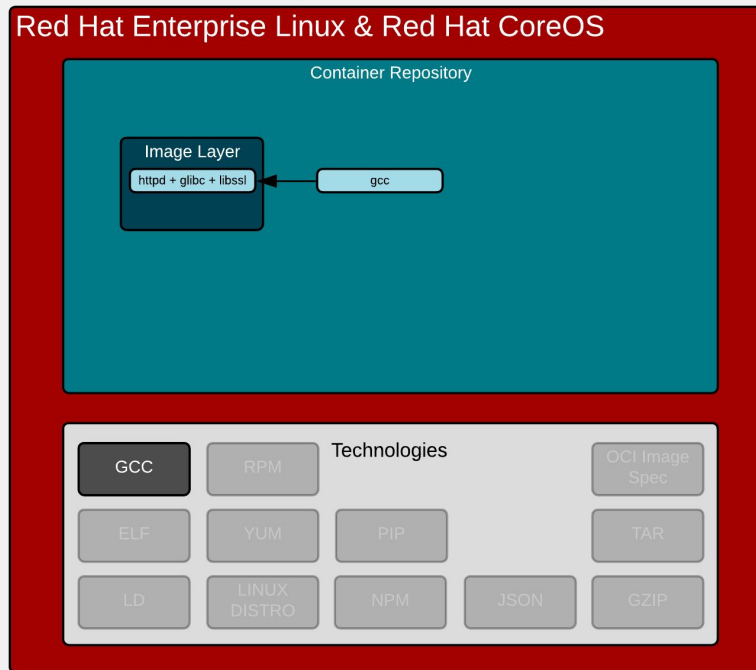 Red Hat Enterprise Linux & Red Hat CoreOS
Container Repository
Image Layer
httpd + glibc + libssl
gcc
Technologies
GCC
RPM
OCI Image
Spec
ELF
YUM
PIP
TAR
LD
LINUX
DISTRO
NPM
JSON
GZIP